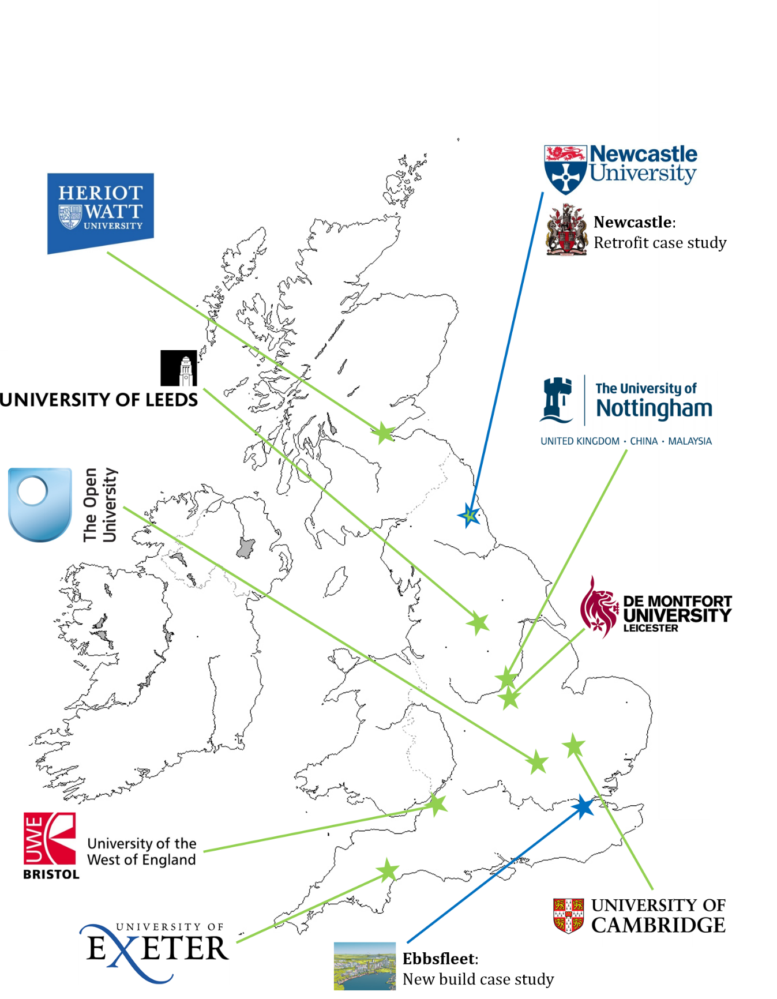 HERIOT
WATT
UNIVERSITY
Newcastle
University
Newcastle:
Retrofit case study
UNIVERSITY OF LEEDS
The University of
Nottingham
UNITED KINGDOM · CHINA · MALAYSIA
The Open
University
DE MONTFORT
UNIVERSITY
LEICESTER
UWE
BRISTOL
University of the
West of England
UNIVERSITY OF
EXETER
UNIVERSITY OF
CAMBRIDGE
Ebbsfleet:
New build case study